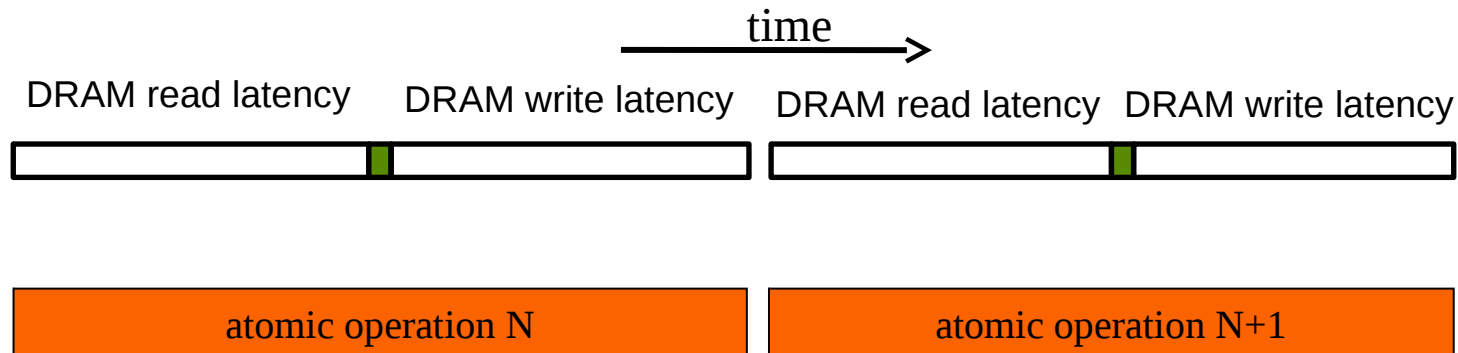 time
DRAM read latency DRAM write latency DRAM read latency DRAM write latency
atomic operation N atomic operation N+1